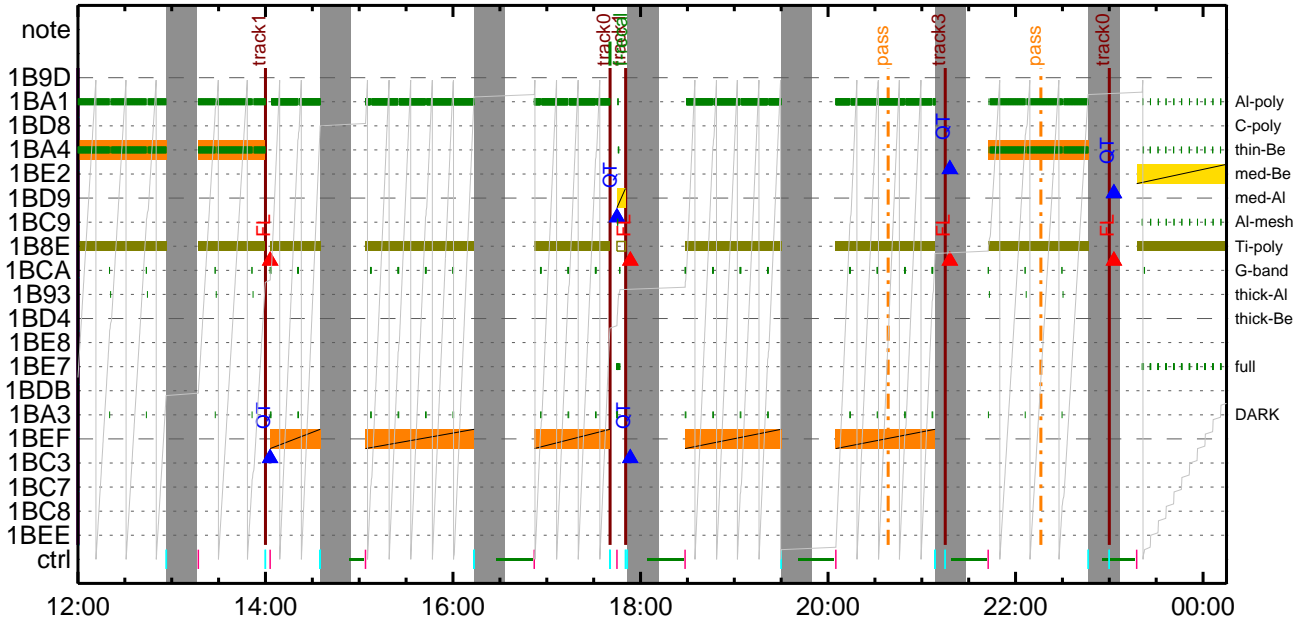 note
track1
track0
track1
pass
track3
pass
track0
1B9D
1BA1
Al-poly
1BD8
C-poly
QT
1BA4
thin-Be
QT
1BE2
med-Be
QT
1BD9
med-Al
1BC9
Al-mesh
FL
FL
FL
FL
1B8E
Ti-poly
1BCA
G-band
1B93
thick-Al
1BD4
thick-Be
1BE8
1BE7
full
1BDB
1BA3
DARK
QT
QT
1BEF
1BC3
1BC7
1BC8
1BEE
ctrl
12:00
14:00
16:00
18:00
20:00
22:00
00:00